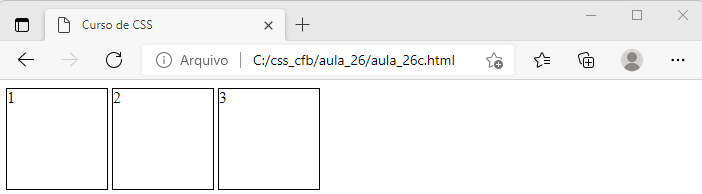 Curso de CSS
Arquivo C:/css_cfb/aula_26/aula_26c.html
1 2 3